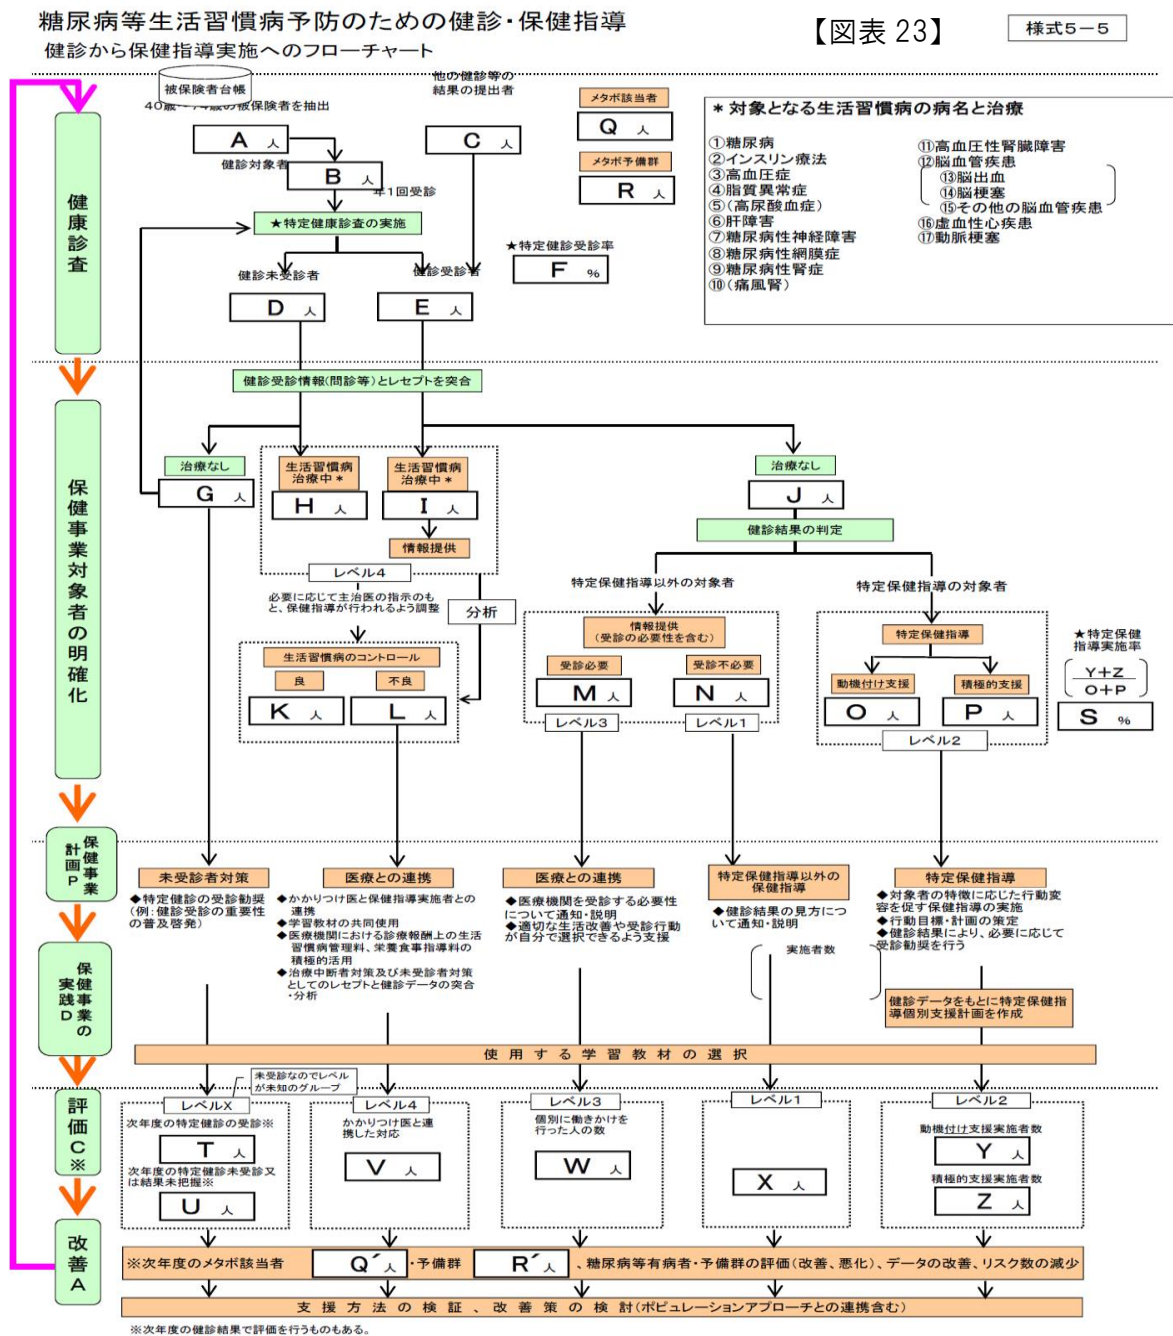 糖尿病等生活習慣病予防のための健診・保健指導
【図表 23】
様式5－5
健診から保健指導実施へのフローチャート
被保険者台帳
40歳～74歳の被保険者を抽出
他の健診等の
結果の提出者
A 人
C 人
健診対象者
B 人
年1回受診
メタボ該当者
Q 人
メタボ予備群
R 人
＊対象となる生活習慣病の病名と治療
①糖尿病
②インスリン療法
③高血圧症
④脂質異常症
⑤(高尿酸血症)
⑥肝障害
⑦糖尿病性神経障害
⑧糖尿病性網膜症
⑨糖尿病性腎症
⑩(痛風腎)
⑪高血圧性腎臓障害
⑫脳血管疾患
⑬脳出血
⑭脳梗塞
⑮その他の脳血管疾患
⑯虚血性心疾患
⑰動脈梗塞
健康診査
★特定健康診査の実施
★特定健診受診率
F %
健診未受診者
健診受診者
D 人
E 人
健診受診情報(問診等)とレセプトを突合
保健事業対象者の明確化
治療なし
G 人
生活習慣病
治療中＊
H 人
生活習慣病
治療中＊
I 人
情報提供
レベル4
治療なし
J 人
健診結果の判定
必要に応じて主治医の指示のも
と、保健指導が行われるよう調整
分析
生活習慣病のコントロール
良
不良
K 人
L 人
特定保健指導以外の対象者
情報提供
(受診の必要性を含む)
受診必要
受診不必要
M 人
N 人
レベル3
レベル1
特定保健指導の対象者
特定保健指導
動機付け支援
積極的支援
O 人
P 人
レベル2
★特定保健
指導実施率
Y+Z
O+P
S %
保健事業
計画P
未受診者対策
◆特定健診の受診勧奨
(例：健診受診の重要性
の普及啓発)
医療との連携
◆かかりつけ医と保健指導実施者との
連携
◆学習教材の共同使用
◆医療機関における診療報酬上の生活
習慣病管理料、栄養食事指導料の
積極的活用
◆治療中断者対策及び未受診者対策
としてのレセプトと健診データの突合
・分析
医療との連携
◆医療機関を受診する必要性
について通知・説明
◆適切な生活改善や受診行動
が自分で選択できるよう支援
特定保健指導以外の
保健指導
◆健診結果の見方につ
いて通知・説明
実施者数
特定保健指導
◆対象者の特徴に応じた行動変
容を促す保健指導の実施
◆行動目標・計画の策定
◆健診結果により、必要に応じて
受診勧奨を行う
健診データをもとに特定保健指
導個別支援計画を作成
保健事業の
実践D
使用する学習教材の選択
評価C※
未受診なのでレベル
が未知のグループ
レベルX
次年度の特定健診の受診※
T 人
次年度の特定健診未受診又
は結果未把握※
U 人
レベル4
かかりつけ医と連
携した対応
V 人
レベル3
個別に働きかけを
行った人の数
W 人
レベル1
X 人
レベル2
動機付け支援実施者数
Y 人
積極的支援実施者数
Z 人
改善A
※次年度のメタボ該当者 Q´人 ・予備群 R´人 、糖尿病等有病者・予備群の評価(改善、悪化)、データの改善、リスク数の減少
支援方法の検証、改善策の検討(ポピュレーションアプローチとの連携含む)
※次年度の健診結果で評価を行うものもある。